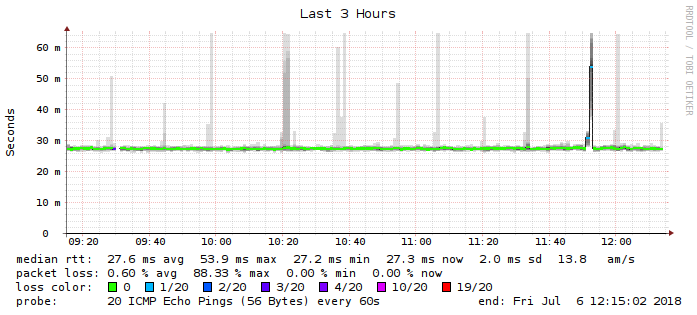 Last 3 Hours
RRDTOOL / TOBI OETIKER
Seconds
60 m
50 m
40 m
30 m
20 m
10 m
0
09:20 09:40 10:00 10:20 10:40 11:00 11:20 11:40 12:00
median rtt: 27.6 ms avg 53.9 ms max 27.2 ms min 27.3 ms now 2.0 ms sd 13.8 am/s
packet loss: 0.60 % avg 88.33 % max 0.00 % min 0.00 % now
loss color: 0 1/20 2/20 3/20 4/20 10/20 19/20
probe: 20 ICMP Echo Pings (56 Bytes) every 60s end: Fri Jul 6 12:15:02 2018